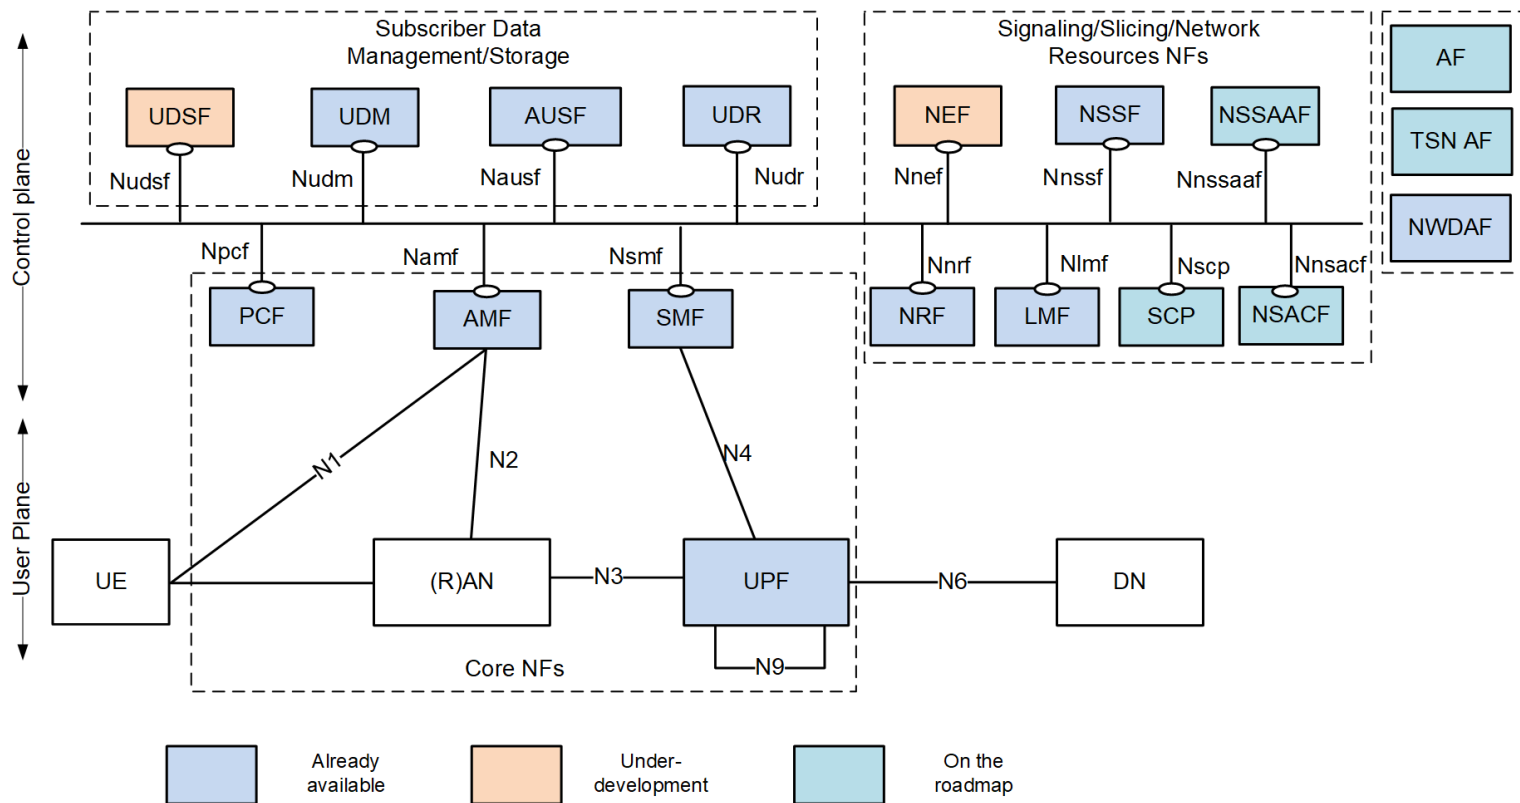 Subscriber Data
Management/Storage
Signaling/Slicing/Network
Resources NFs
AF
UDSF
UDM
AUSF
UDR
NEF
NSSF
NSSAAF
TSN AF
Nudsf
Nudm
Nausf
Nudr
Nnef
Nnssf
Nnssaaf
NWDAF
Control plane
Npcf
Namf
Nsmf
Nnrf
Nlmf
Nscp
Nnsacf
PCF
AMF
SMF
NRF
LMF
SCP
NSACF
N1
N2
N4
User Plane
UE
(R)AN
N3
UPF
N6
DN
N9
Core NFs
Already
available
Under-
development
On the
roadmap